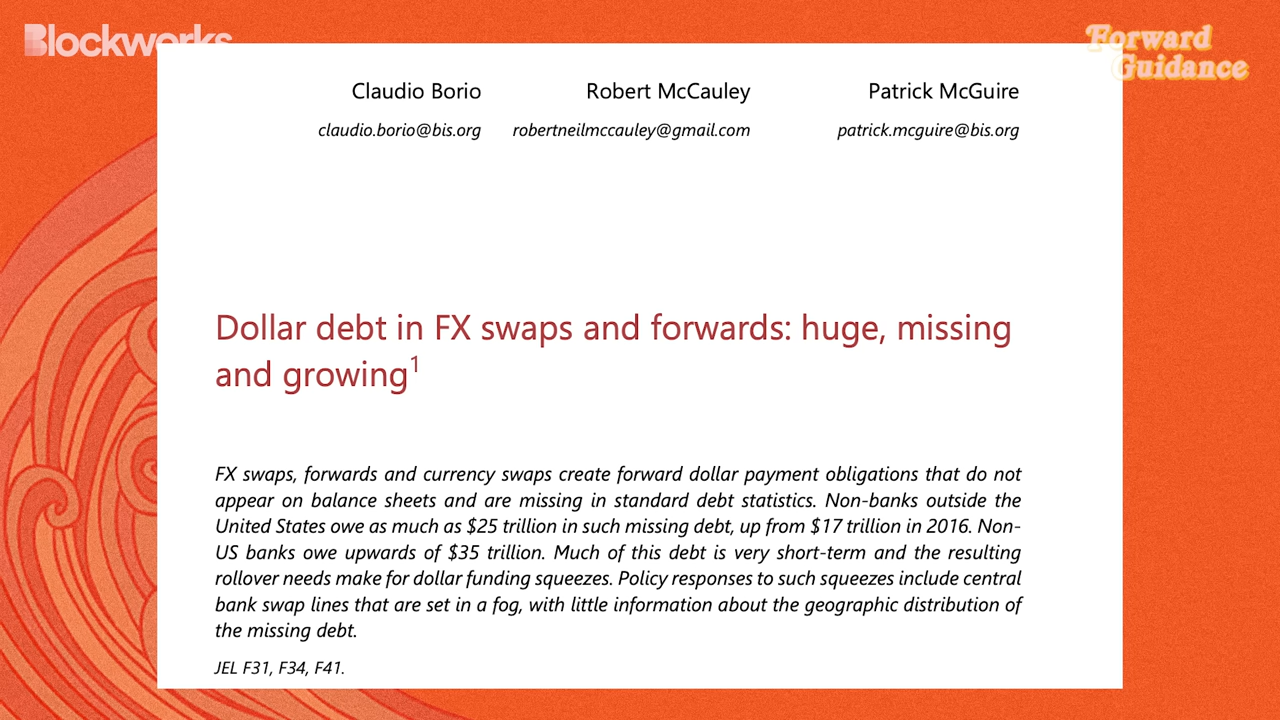 Blockworks
Forward
Guidance
Claudio Borio Robert McCauley Patrick McGuire
claudio.borio@bis.org robertneilmccauley@gmail.com patrick.mcguire@bis.org
Dollar debt in FX swaps and forwards: huge, missing
and growing1
FX swaps, forwards and currency swaps create forward dollar payment obligations that do not
appear on balance sheets and are missing in standard debt statistics. Non-banks outside the
United States owe as much as $25 trillion in such missing debt, up from $17 trillion in 2016. Non-
US banks owe upwards of $35 trillion. Much of this debt is very short-term and the resulting
rollover needs make for dollar funding squeezes. Policy responses to such squeezes include central
bank swap lines that are set in a fog, with little information about the geographic distribution of
the missing debt.
JEL F31, F34, F41.